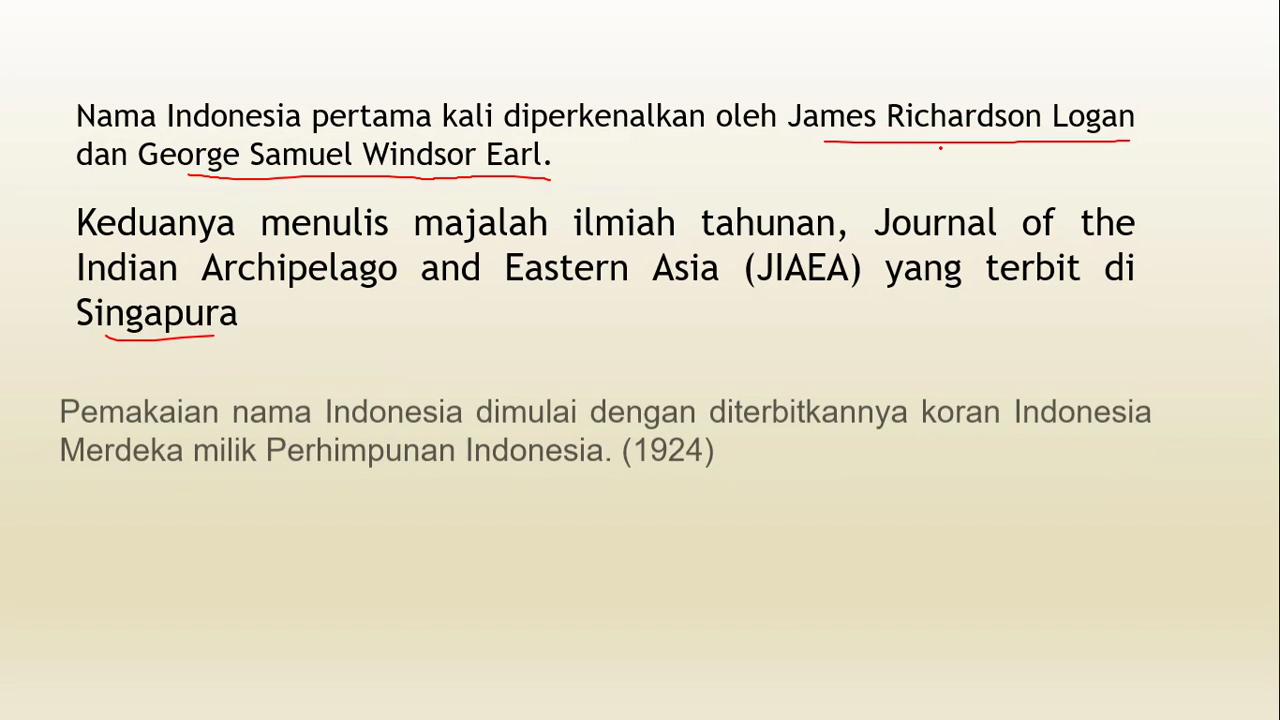 Nama Indonesia pertama kali diperkenalkan oleh James Richardson Logan
dan George Samuel Windsor Earl.
Keduanya menulis majalah ilmiah tahunan, Journal of the
Indian Archipelago and Eastern Asia (JIAEA) yang terbit di
Singapura
Pemakaian nama Indonesia dimulai dengan diterbitkannya koran Indonesia
Merdeka milik Perhimpunan Indonesia. (1924)